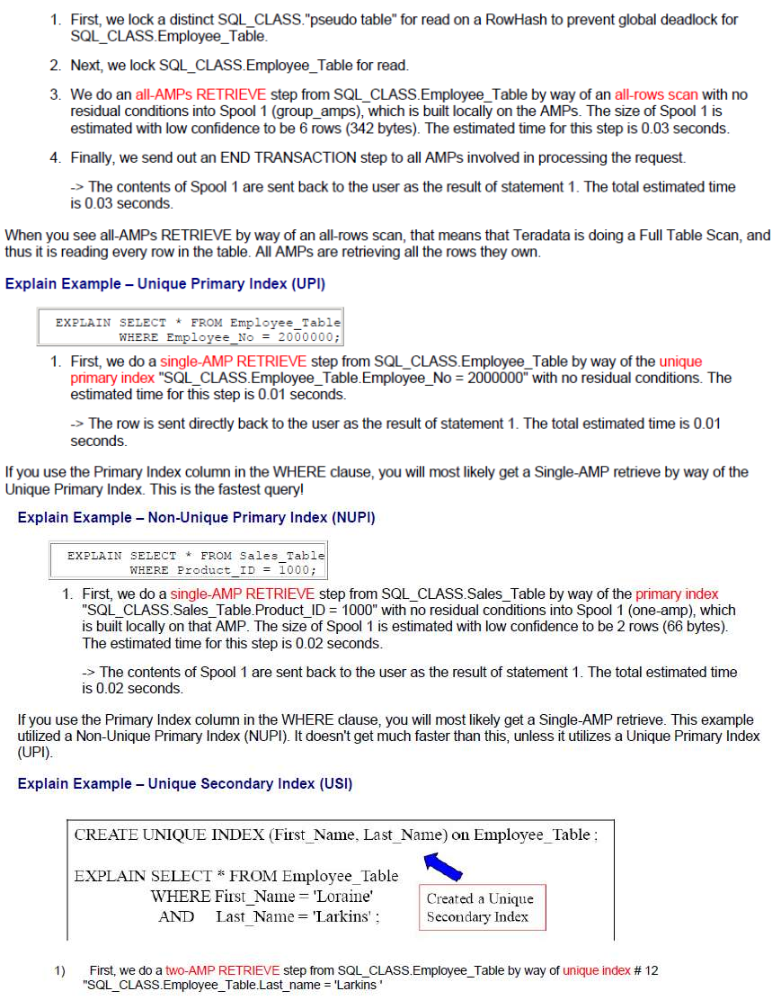 1. First, we lock a distinct SQL_CLASS."pseudo table" for read on a RowHash to prevent global deadlock for
SQL_CLASS.Employee_Table.
2. Next, we lock SQL_CLASS.Employee_Table for read.
3. We do an all-AMPs RETRIEVE step from SQL_CLASS.Employee_Table by way of an all-rows scan with no
residual conditions into Spool 1 (group_amps), which is built locally on the AMPs. The size of Spool 1 is
estimated with low confidence to be 6 rows (342 bytes). The estimated time for this step is 0.03 seconds.
4. Finally, we send out an END TRANSACTION step to all AMPs involved in processing the request.
-> The contents of Spool 1 are sent back to the user as the result of statement 1. The total estimated time
is 0.03 seconds.
When you see all-AMPs RETRIEVE by way of an all-rows scan, that means that Teradata is doing a Full Table Scan, and
thus it is reading every row in the table. All AMPs are retrieving all the rows they own.
Explain Example – Unique Primary Index (UPI)
EXPLAIN SELECT * FROM Employee_Table
WHERE Employee_No = 2000000;
1. First, we do a single-AMP RETRIEVE step from SQL_CLASS.Employee_Table by way of the unique
primary index "SQL_CLASS.Employee_Table.Employee_No = 2000000" with no residual conditions. The
estimated time for this step is 0.01 seconds.
-> The row is sent directly back to the user as the result of statement 1. The total estimated time is 0.01
seconds.
If you use the Primary Index column in the WHERE clause, you will most likely get a Single-AMP retrieve by way of the
Unique Primary Index. This is the fastest query!
Explain Example – Non-Unique Primary Index (NUPI)
EXPLAIN SELECT * FROM Sales_Table
WHERE Product_ID = 1000;
1. First, we do a single-AMP RETRIEVE step from SQL_CLASS.Sales_Table by way of the primary index
"SQL_CLASS.Sales_Table.Product_ID = 1000" with no residual conditions into Spool 1 (one-amp), which
is built locally on that AMP. The size of Spool 1 is estimated with low confidence to be 2 rows (66 bytes).
The estimated time for this step is 0.02 seconds.
-> The contents of Spool 1 are sent back to the user as the result of statement 1. The total estimated time
is 0.02 seconds.
If you use the Primary Index column in the WHERE clause, you will most likely get a Single-AMP retrieve. This example
utilized a Non-Unique Primary Index (NUPI). It doesn't get much faster than this, unless it utilizes a Unique Primary Index
(UPI).
Explain Example – Unique Secondary Index (USI)
CREATE UNIQUE INDEX (First_Name, Last_Name) on Employee_Table ;
EXPLAIN SELECT * FROM Employee_Table
WHERE First_Name = 'Loraine'
AND Last_Name = 'Larkins' ;
Created a Unique
Secondary Index
1) First, we do a two-AMP RETRIEVE step from SQL_CLASS.Employee_Table by way of unique index # 12
"SQL_CLASS.Employee_Table.Last_name = 'Larkins '